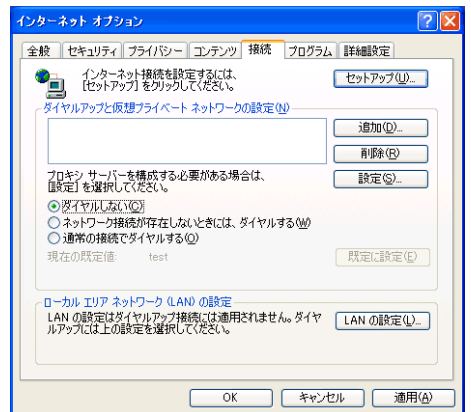 インターネット オプション
全般 セキュリティ プライバシー コンテンツ 接続 プログラム 詳細設定
インターネット接続を設定するには、
[セットアップ] をクリックしてください。
セットアップ(U)...
ダイヤルアップと仮想プライベート ネットワークの設定(N)
追加(D)...
削除(R)
プロキシ サーバーを構成する必要がある場合は、
[設定] を選択してください。
設定(S)...
ダイヤルしない(C)
ネットワーク接続が存在しないときには、ダイヤルする(W)
通常の接続でダイヤルする(O)
現在の既定値: test
既定に設定(E)
ローカル エリア ネットワーク (LAN) の設定
LAN の設定はダイヤルアップ接続には適用されません。ダイヤ
ルアップには上の設定を選択してください。
LAN の設定(L)...
OK キャンセル 適用(A)